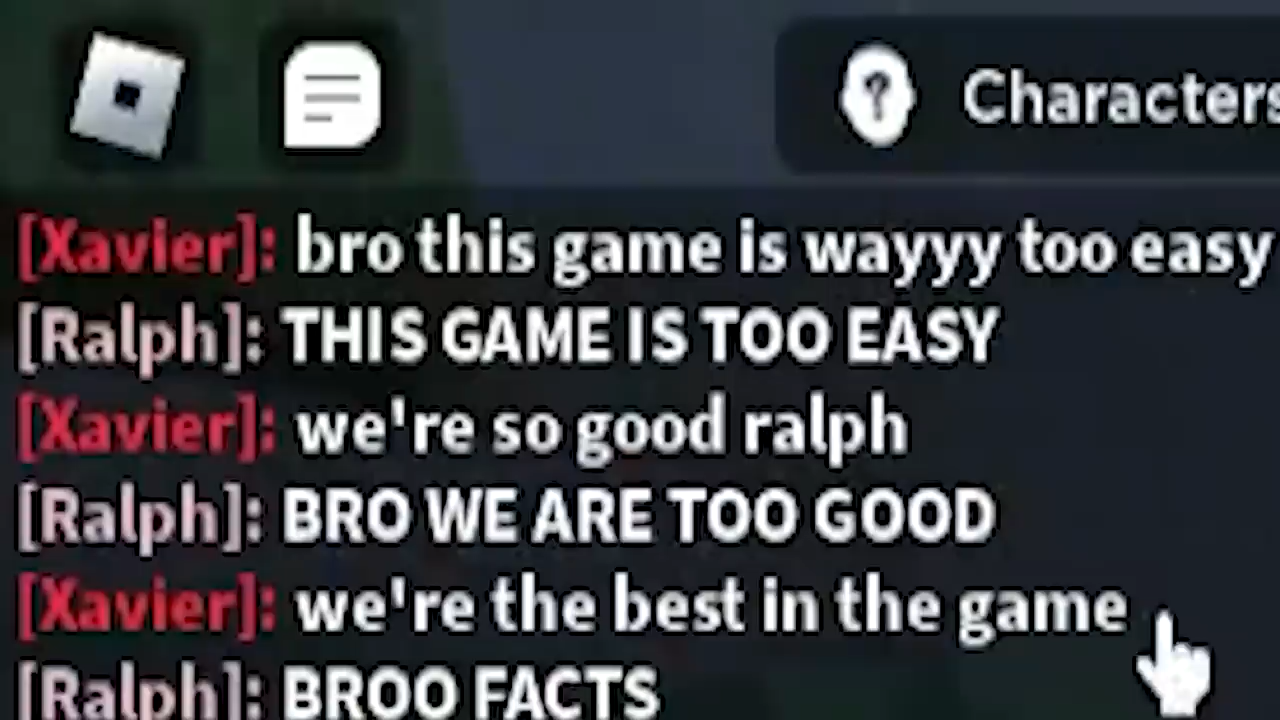 Characters
[Xavier]: bro this game is wayyy too easy
[Ralph]: THIS GAME IS TOO EASY
[Xavier]: we're so good ralph
[Ralph]: BRO WE ARE TOO GOOD
[Xavier]: we're the best in the game
[Ralph]: BROO FACTS